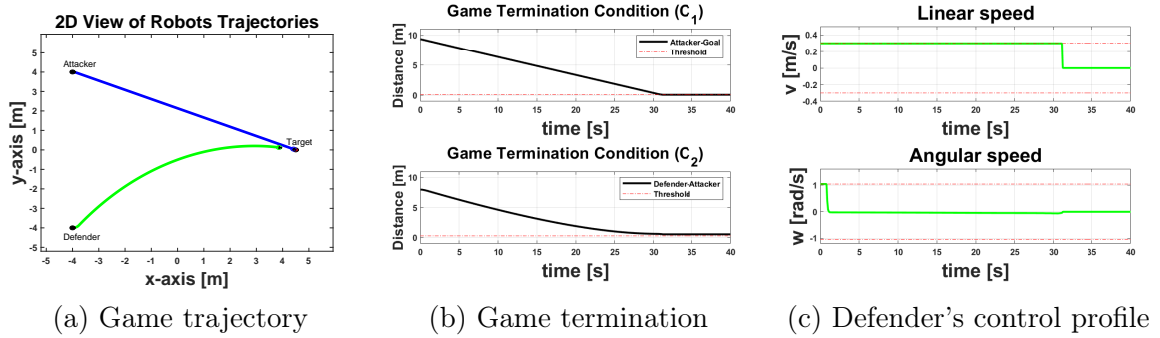 2D View of Robots Trajectories
5
4
3
2
1
0
-1
-2
-3
-4
-5
y-axis [m]
Attacker
Target
Defender
-5 -4 -3 -2 -1 0 1 2 3 4 5
x-axis [m]
(a) Game trajectory
Game Termination Condition (C1)
Distance [m]
10
5
0
Attacker-Goal
Threshold
0 5 10 15 20 25 30 35 40
time [s]
Game Termination Condition (C2)
Distance [m]
10
5
0
Defender-Attacker
Threshold
0 5 10 15 20 25 30 35 40
time [s]
(b) Game termination
Linear speed
v [m/s]
0.4
0.2
0
-0.2
-0.4
0 5 10 15 20 25 30 35 40
time [s]
Angular speed
w [rad/s]
1
0
-1
0 5 10 15 20 25 30 35 40
time [s]
(c) Defender's control profile